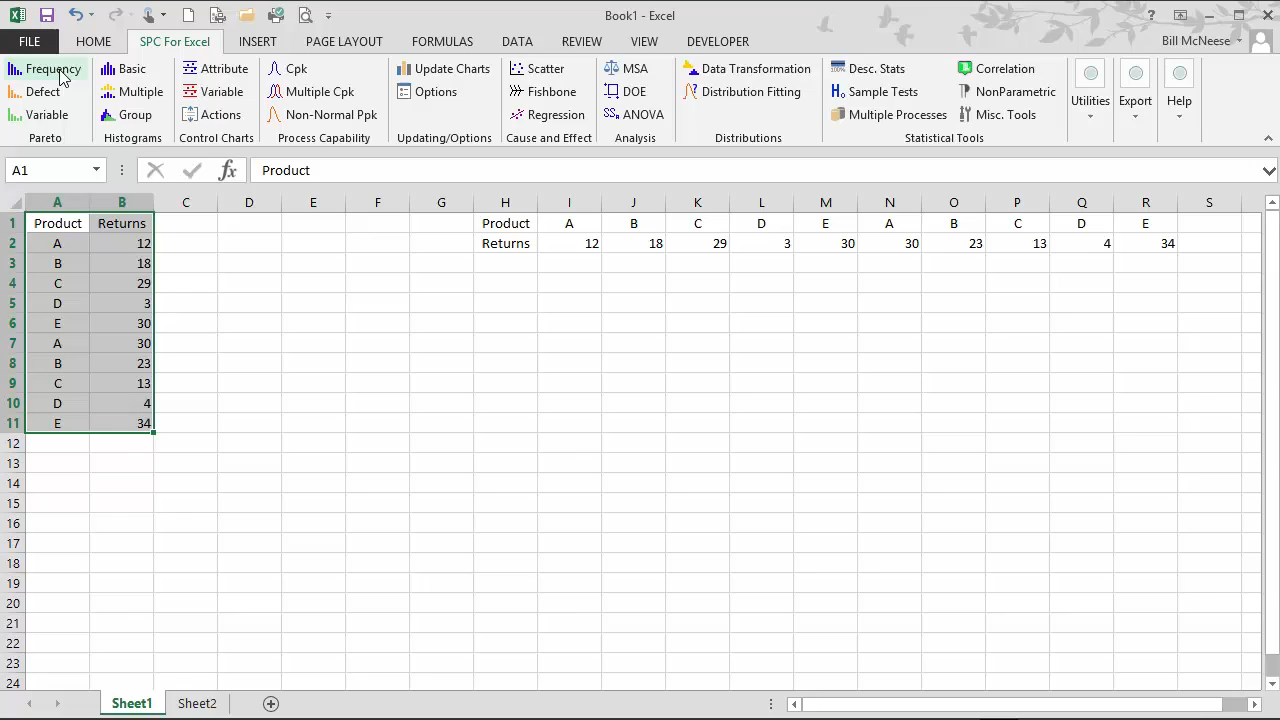 Book1 - Excel
?
FILE HOME SPC For Excel INSERT PAGE LAYOUT FORMULAS DATA REVIEW VIEW DEVELOPER Bill McNeese
Frequency Basic Attribute Cpk Update Charts Scatter MSA Data Transformation Desc. Stats Correlation
Defect Multiple Variable Multiple Cpk Options Fishbone DOE Distribution Fitting Sample Tests NonParametric Utilities Export Help
Variable Group Actions Non-Normal Ppk Regression ANOVA Multiple Processes Misc. Tools
Pareto Histograms Control Charts Process Capability Updating/Options Cause and Effect Analysis Distributions Statistical Tools
A1 fx Product
A B C D E F G H I J K L M N O P Q R S
1 Product Returns Product A B C D E A B C D E
2 A 12 Returns 12 18 29 3 30 30 23 13 4 34
3 B 18
4 C 29
5 D 3
6 E 30
7 A 30
8 B 23
9 C 13
10 D 4
11 E 34
12
13
14
15
16
17
18
19
20
21
22
23
24
Sheet1 Sheet2